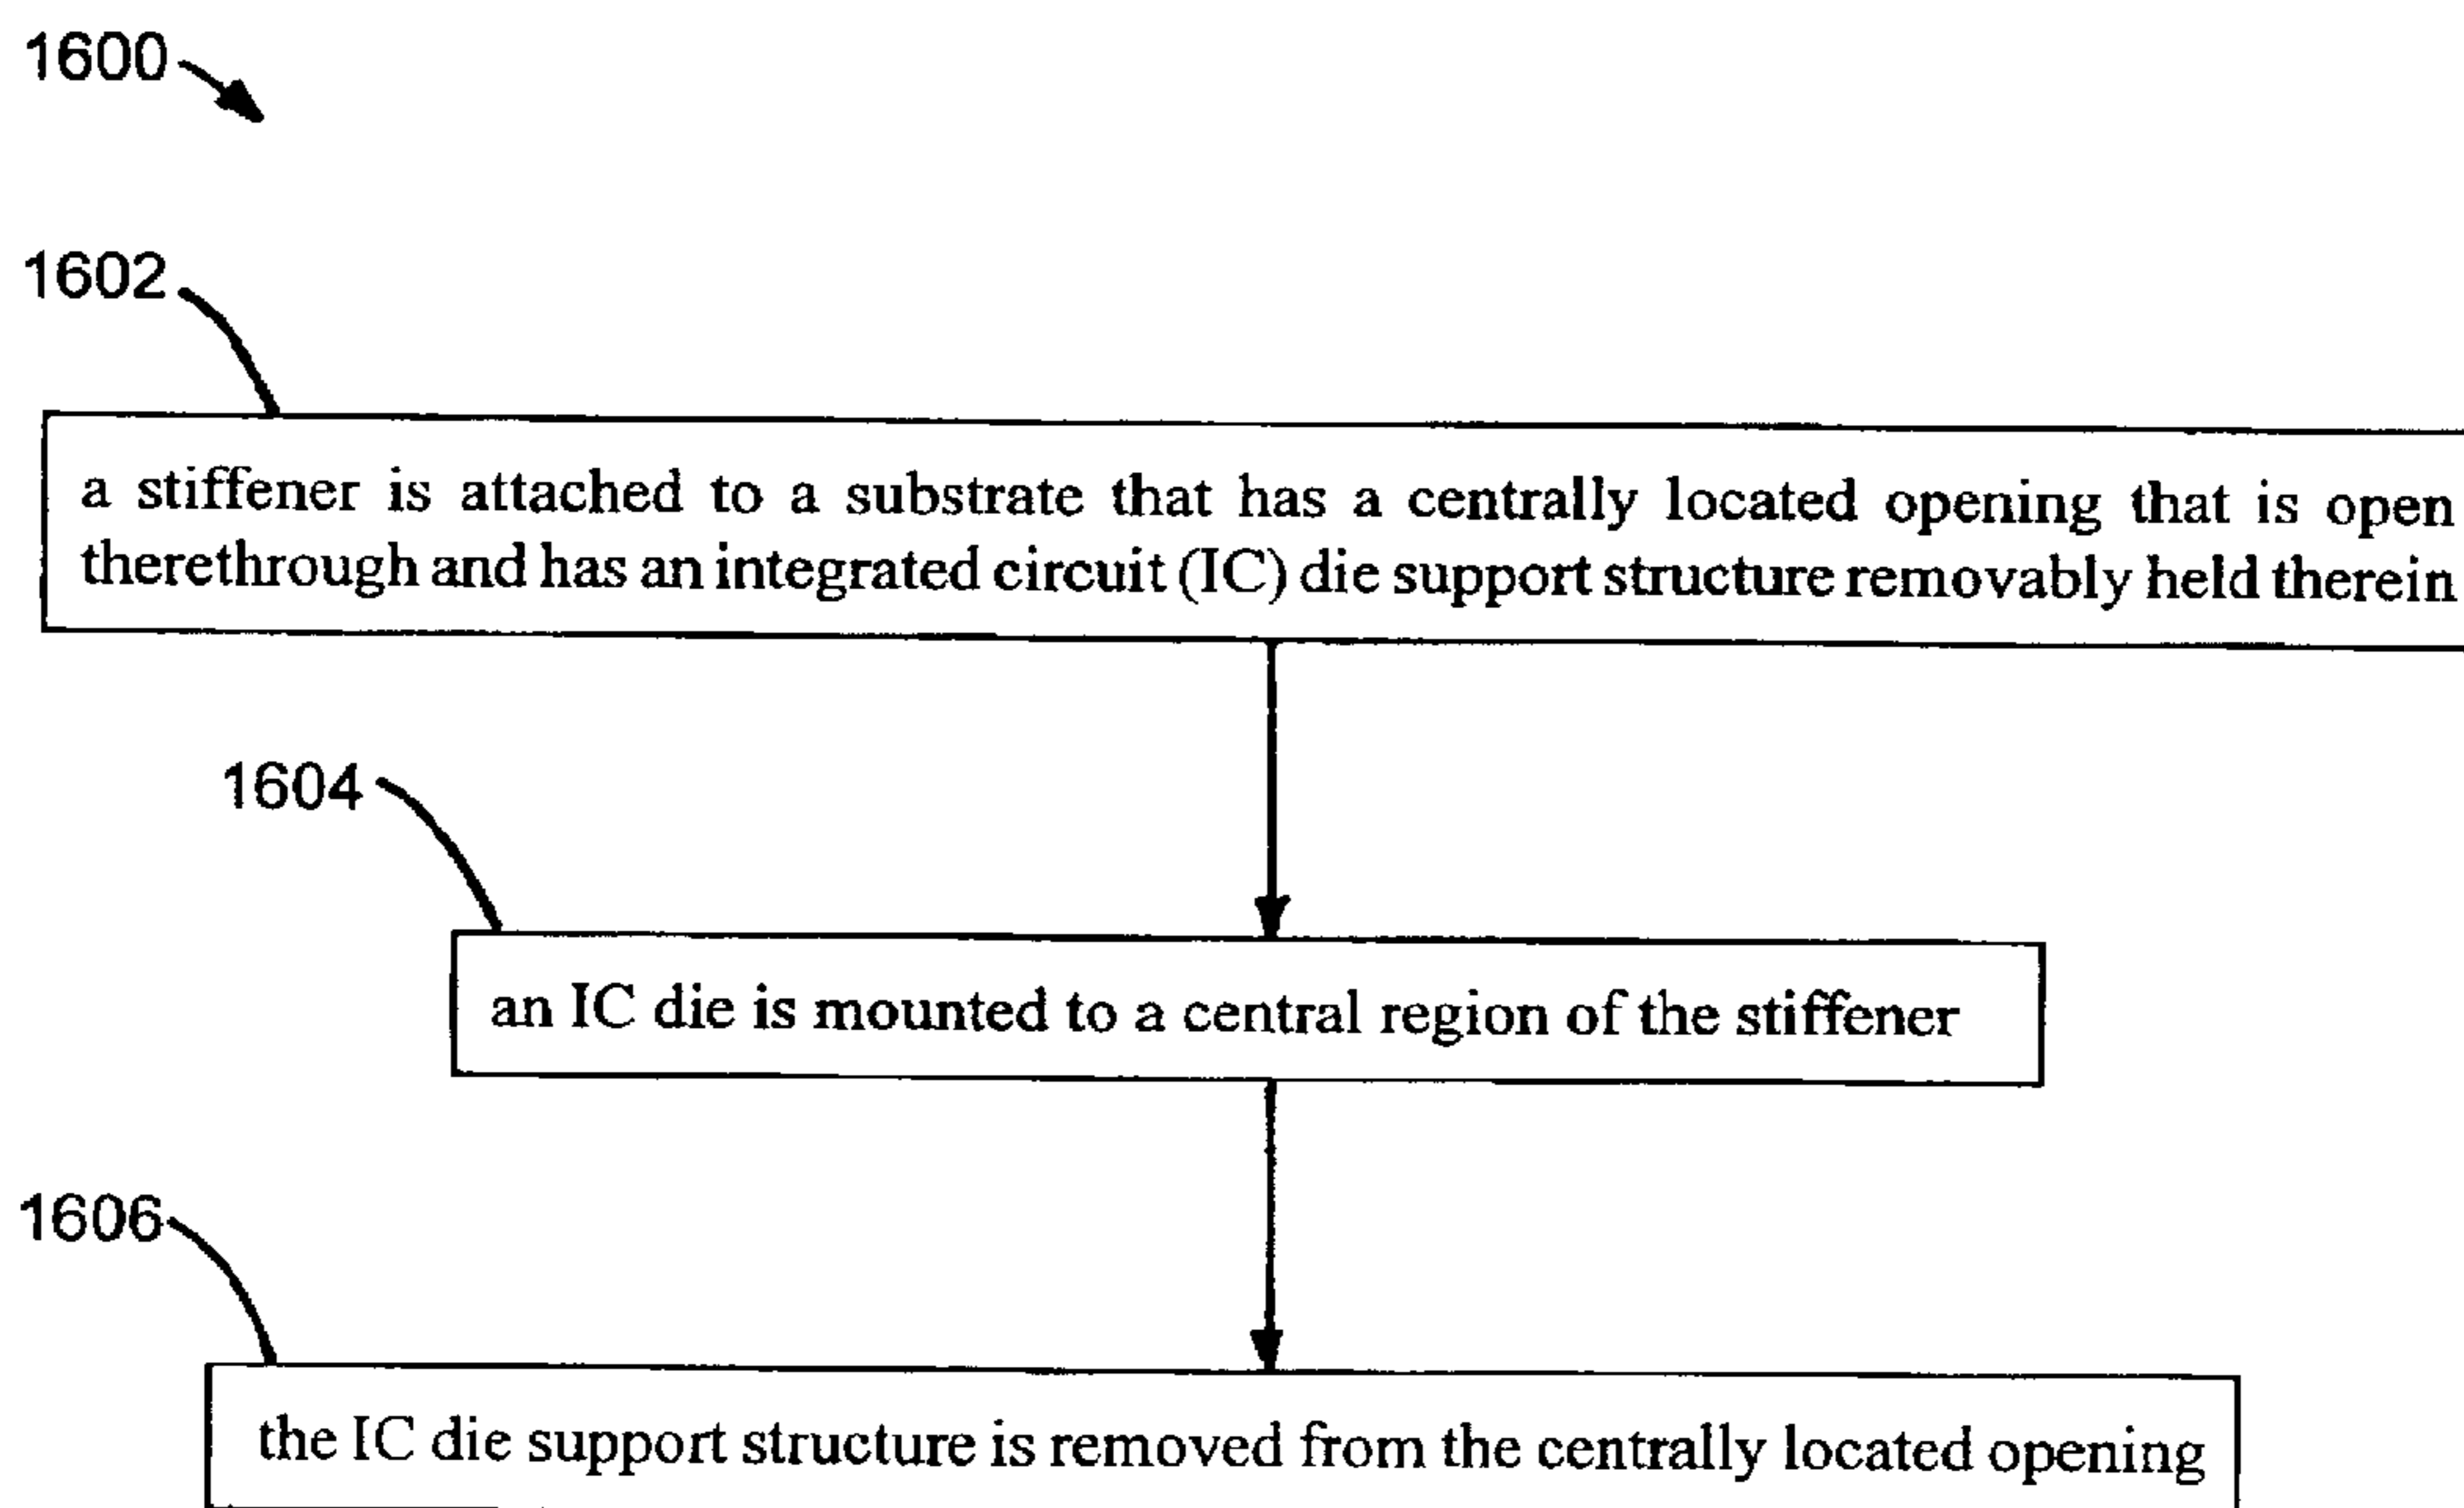 1600
1602
a stiffener is attached to a substrate that has a centrally located opening that is open
therethrough and has an integrated circuit (IC) die support structure removably held therein
1604
an IC die is mounted to a central region of the stiffener
1606
the IC die support structure is removed from the centrally located opening